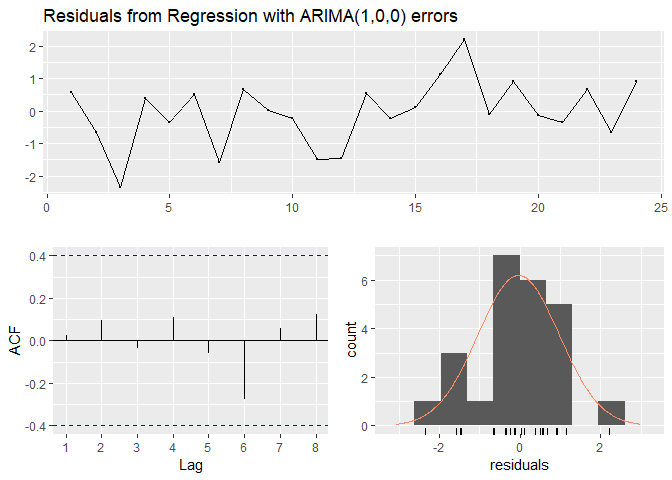 Residuals from Regression with ARIMA(1,0,0) errors
2
1
0
-1
-2
0 5 10 15 20 25
0.4
0.2
0.0
-0.2
-0.4
ACF
1 2 3 4 5 6 7 8
Lag
6
4
2
0
count
-2 0 2
residuals